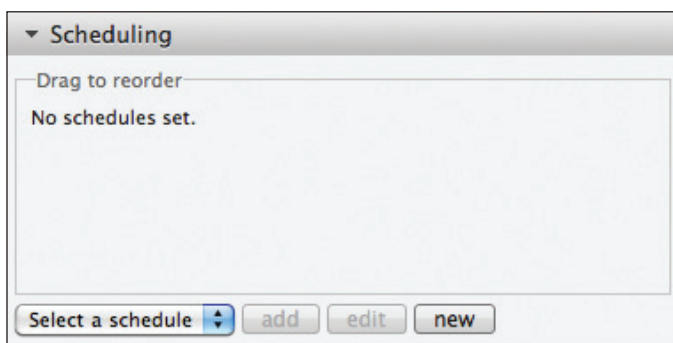 Scheduling
Drag to reorder
No schedules set.
Select a schedule add edit new